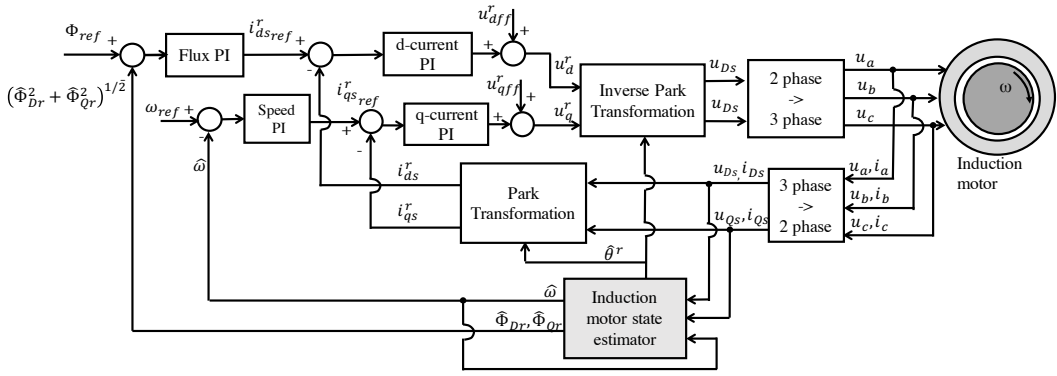 Φ_ref +
i^r_dsref +
u^r_dff
+
Flux PI
d-current
PI
+
u^r_d
-
-
(Φ̂²_Dr + Φ̂²_Qr)^1/2
ω_ref +
-
ω̂
Speed
PI
i^r_qsref
+
-
q-current
PI
u^r_qff
+
+
u^r_q
Inverse Park
Transformation
u_Ds
u_Ds
2 phase
->
3 phase
u_a
u_b
u_c
ω
Induction
motor
i^r_ds
i^r_qs
Park
Transformation
u_Ds, i_Ds
u_Qs, i_Qs
3 phase
->
2 phase
u_a, i_a
u_b, i_b
u_c, i_c
θ̂^r
ω̂
Φ̂_Dr, Φ̂_Qr
Induction
motor state
estimator